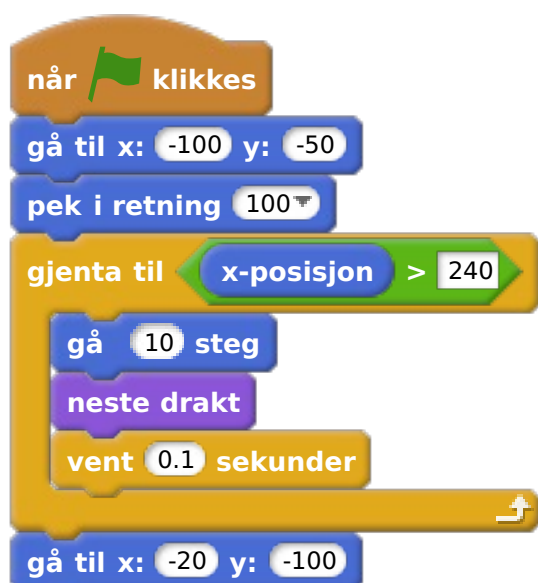 når klikkes
gå til x: -100 y: -50
pek i retning 100
gjenta til x-posisjon > 240
gå 10 steg
neste drakt
vent 0.1 sekunder
gå til x: -20 y: -100